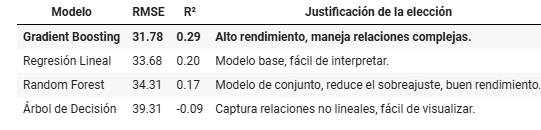 Modelo RMSE R² Justificación de la elección
Gradient Boosting 31.78 0.29 Alto rendimiento, maneja relaciones complejas.
Regresión Lineal 33.68 0.20 Modelo base, fácil de interpretar.
Random Forest 34.31 0.17 Modelo de conjunto, reduce el sobreajuste, buen rendimiento.
Árbol de Decisión 39.31 -0.09 Captura relaciones no lineales, fácil de visualizar.